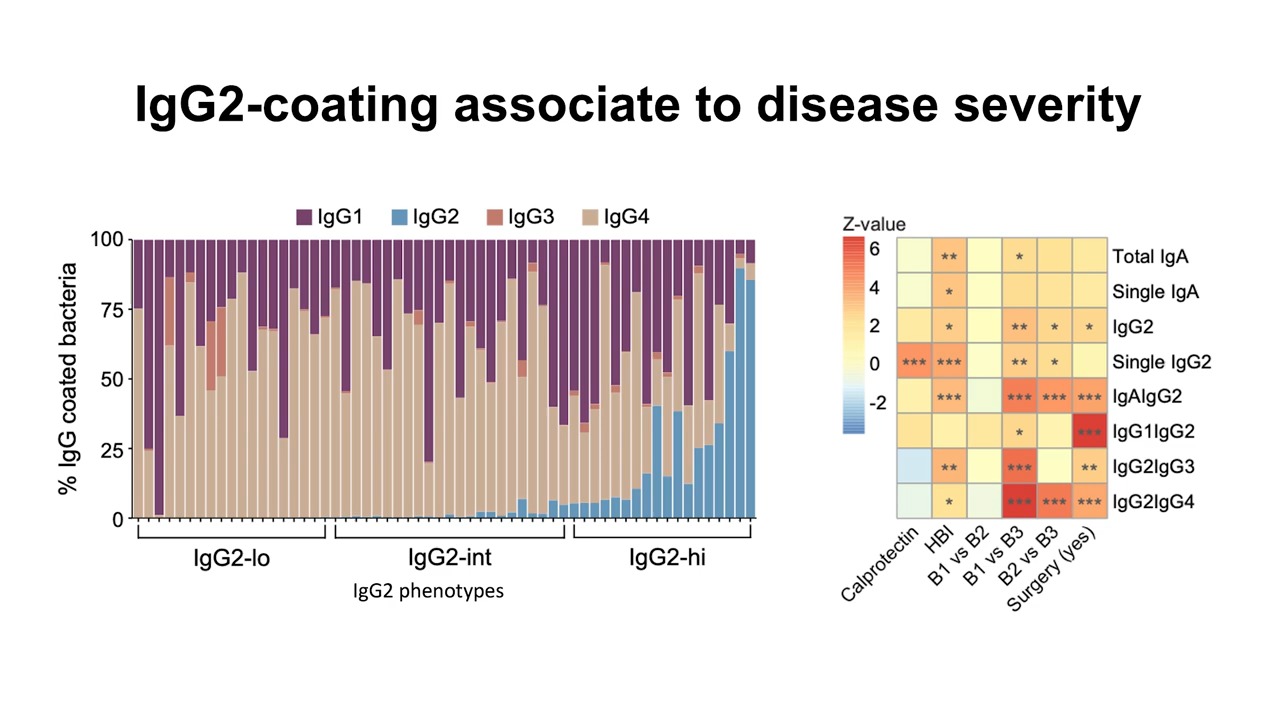 IgG2-coating associate to disease severity
IgG1 IgG2 IgG3 IgG4
% IgG coated bacteria
100
75
50
25
0
IgG2-lo IgG2-int IgG2-hi
IgG2 phenotypes
Z-value
6
4
2
0
-2
** * Total IgA
* Single IgA
* ** * * IgG2
*** *** ** * Single IgG2
*** *** *** *** IgAIgG2
* *** IgG1IgG2
** *** ** IgG2IgG3
* *** *** *** IgG2IgG4
Calprotectin
HBI
B1 vs B2
B1 vs B3
B2 vs B3
Surgery (yes)